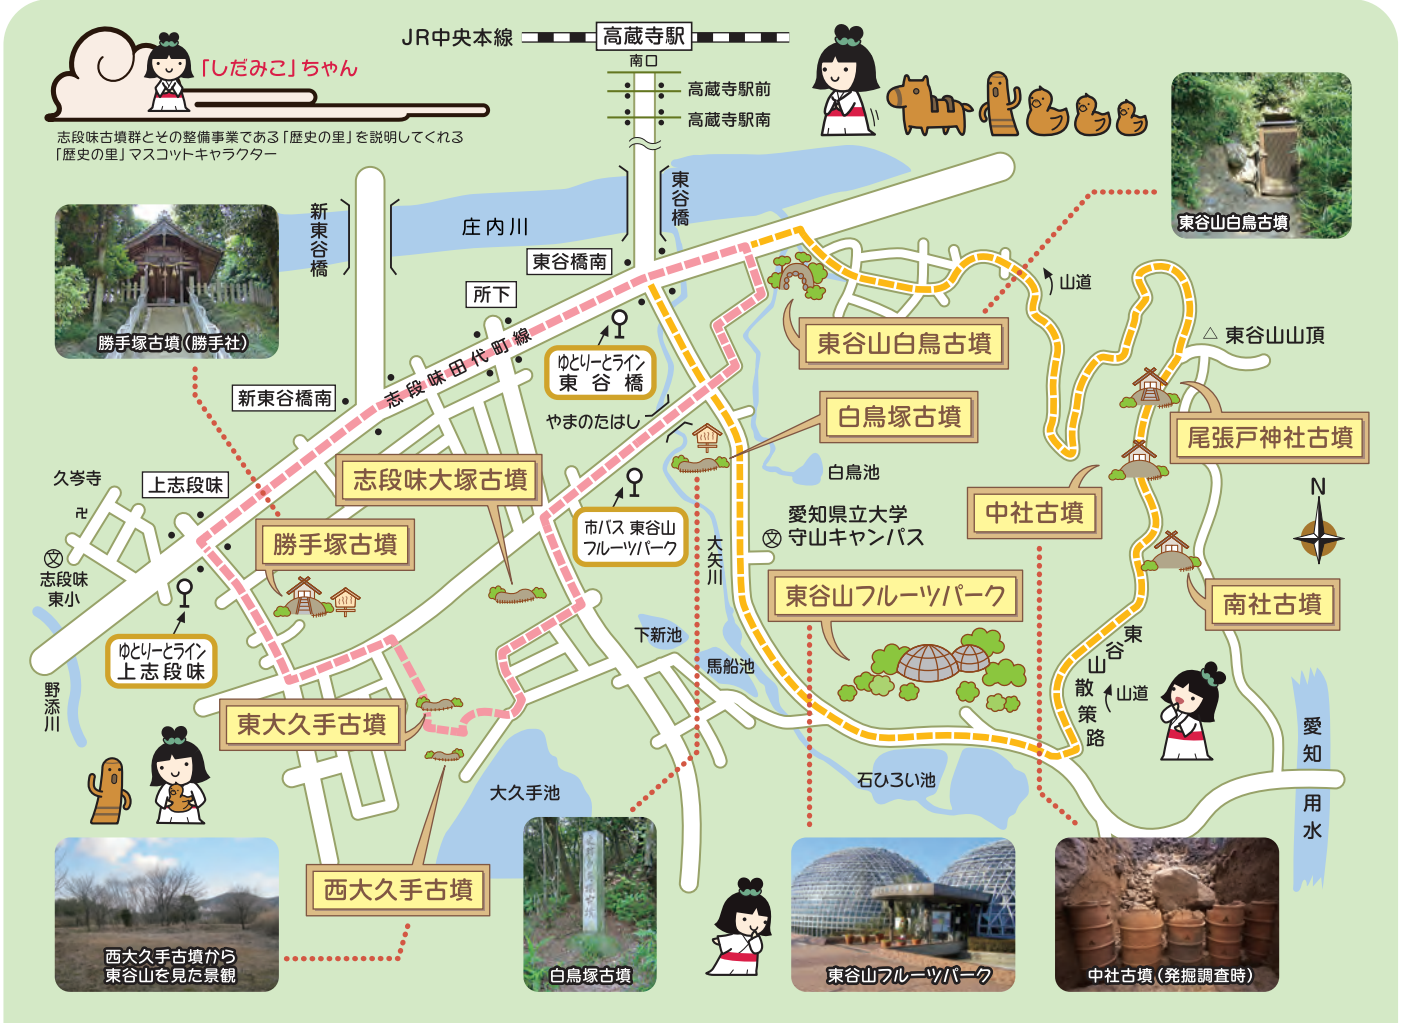 JR中央本線
高蔵寺駅
南口
高蔵寺駅前
高蔵寺駅南
「しだみこ」ちゃん
志段味古墳群とその整備事業である「歴史の里」を説明してくれる
「歴史の里」マスコットキャラクター
東谷山白鳥古墳
新東谷橋
庄内川
東谷橋
東谷橋南
所下
勝手塚古墳(勝手社)
山道
東谷山白鳥古墳
△ 東谷山山頂
ゆとりーとライン
東谷橋
志段味田代町線
新東谷橋南
やまのたはし
白鳥塚古墳
尾張戸神社古墳
白鳥池
久岑寺
卍
上志段味
志段味大塚古墳
中社古墳
N
市バス 東谷山
フルーツパーク
愛知県立大学
守山キャンパス
文
勝手塚古墳
大矢川
文
志段味
東小
東谷山フルーツパーク
南社古墳
下新池
馬船池
東谷山散策路
山道
ゆとりーとライン
上志段味
野添川
東大久手古墳
愛知用水
石ひろい池
大久手池
西大久手古墳
西大久手古墳から
東谷山を見た景観
白鳥塚古墳
東谷山フルーツパーク
中社古墳(発掘調査時)